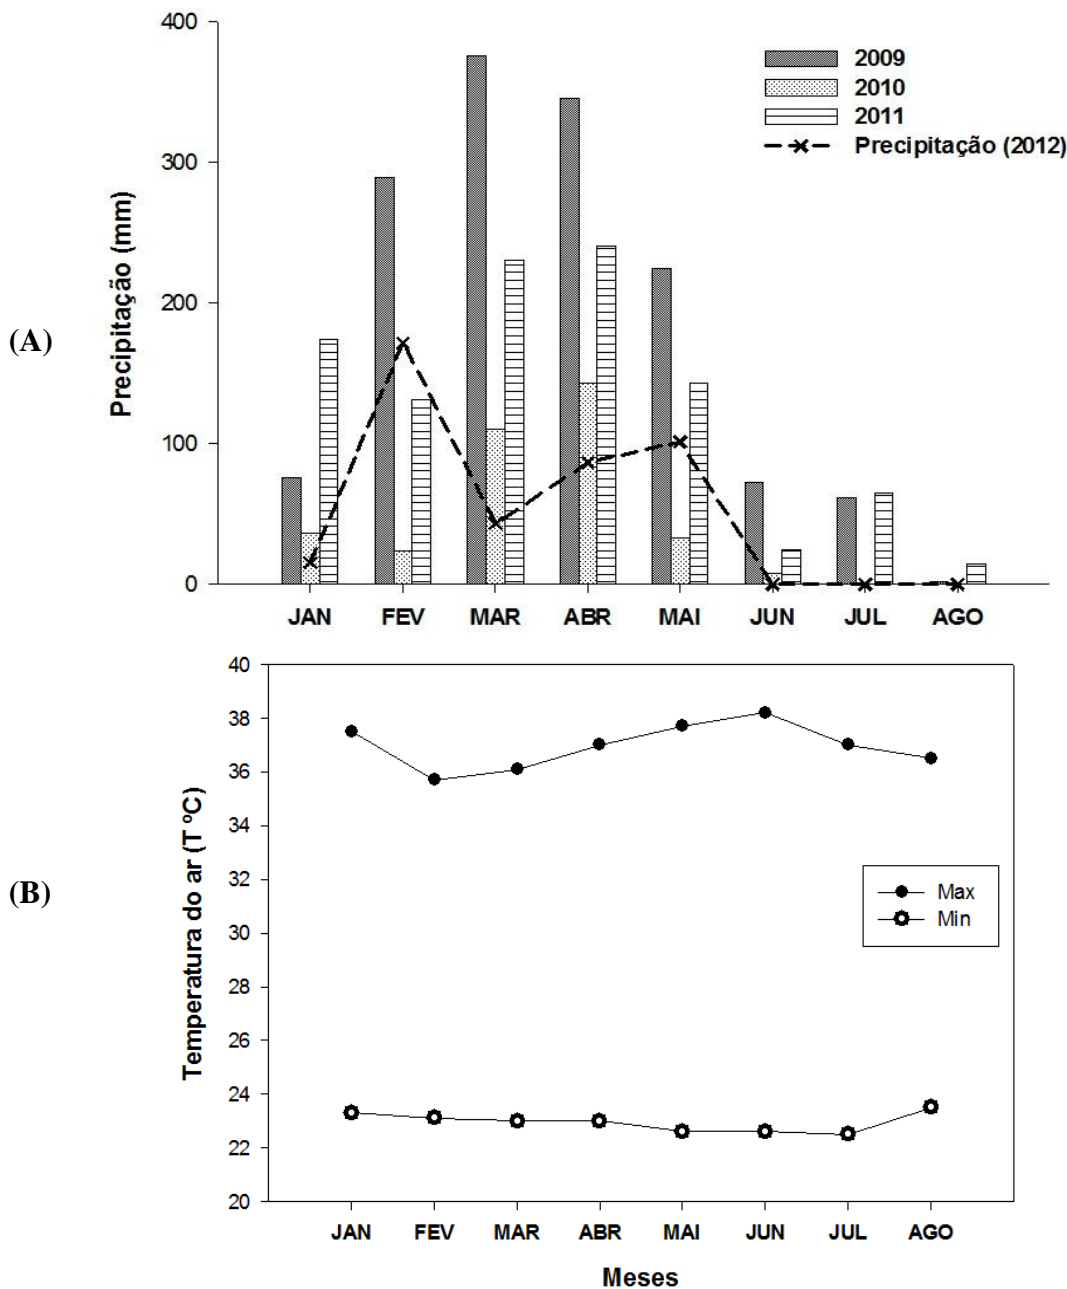 (A)
Precipitação (mm)
400
300
200
100
0
2009
2010
2011
Precipitação (2012)
JAN FEV MAR ABR MAI JUN JUL AGO
(B)
Temperatura do ar (T ºC)
40
38
36
34
32
30
28
26
24
22
20
Max
Min
JAN FEV MAR ABR MAI JUN JUL AGO
Meses